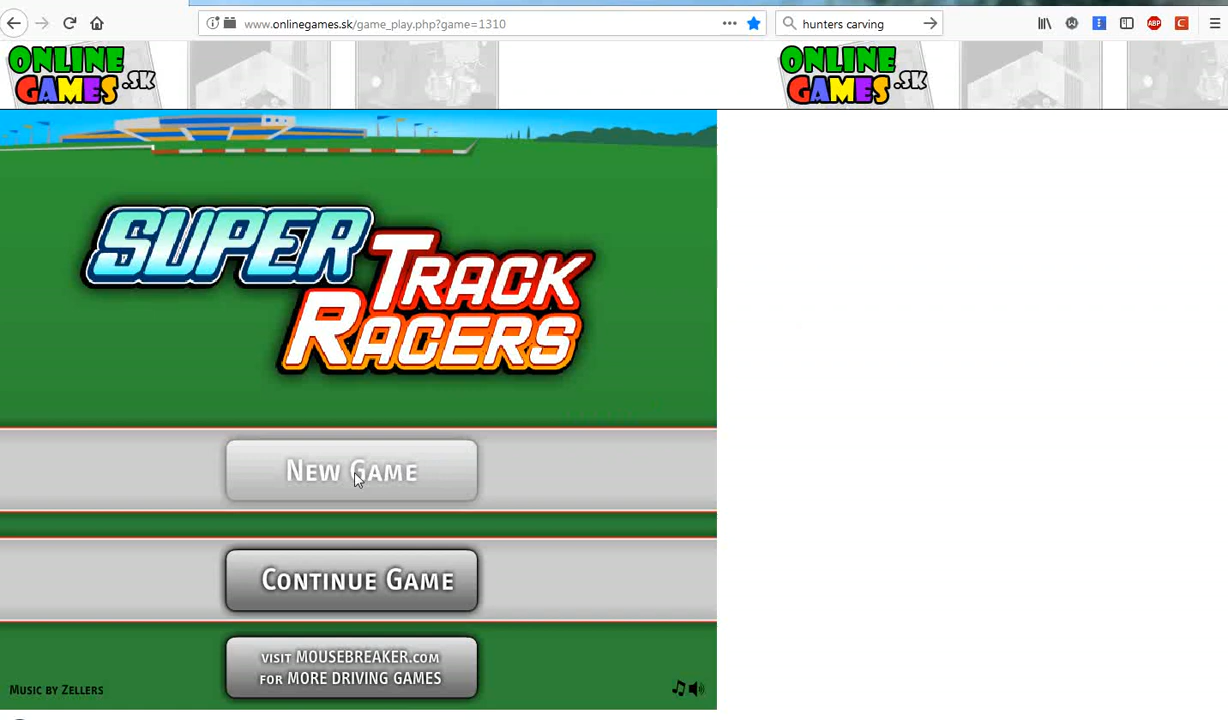 www.onlinegames.sk/game_play.php?game=1310
hunters carving
ABP
C
ONLINE
GAMES.SK
ONLINE
GAMES.SK
SUPER TRACK
RACERS
NEW GAME
CONTINUE GAME
VISIT MOUSEBREAKER.COM
FOR MORE DRIVING GAMES
MUSIC BY ZELLERS